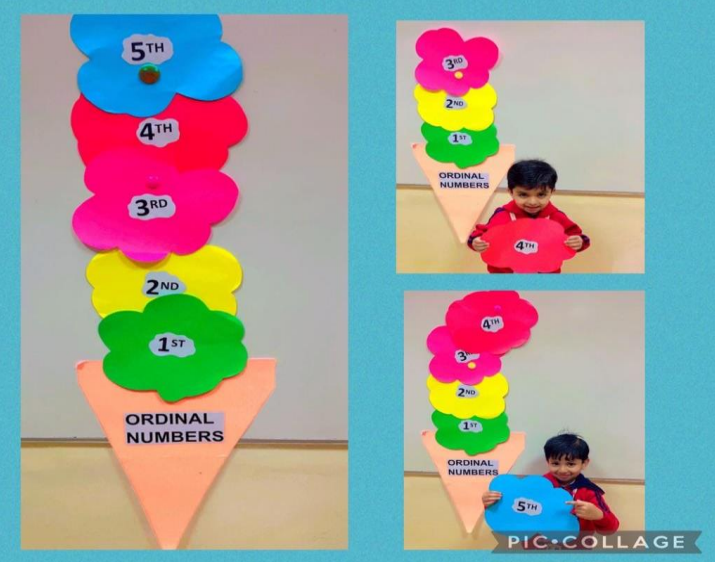 5TH
4TH
3RD
2ND
1ST
ORDINAL
NUMBERS
3RD
2ND
1ST
ORDINAL
NUMBERS
4TH
4TH
2ND
1ST
ORDINAL
NUMBERS
5TH
PIC•COLLAGE